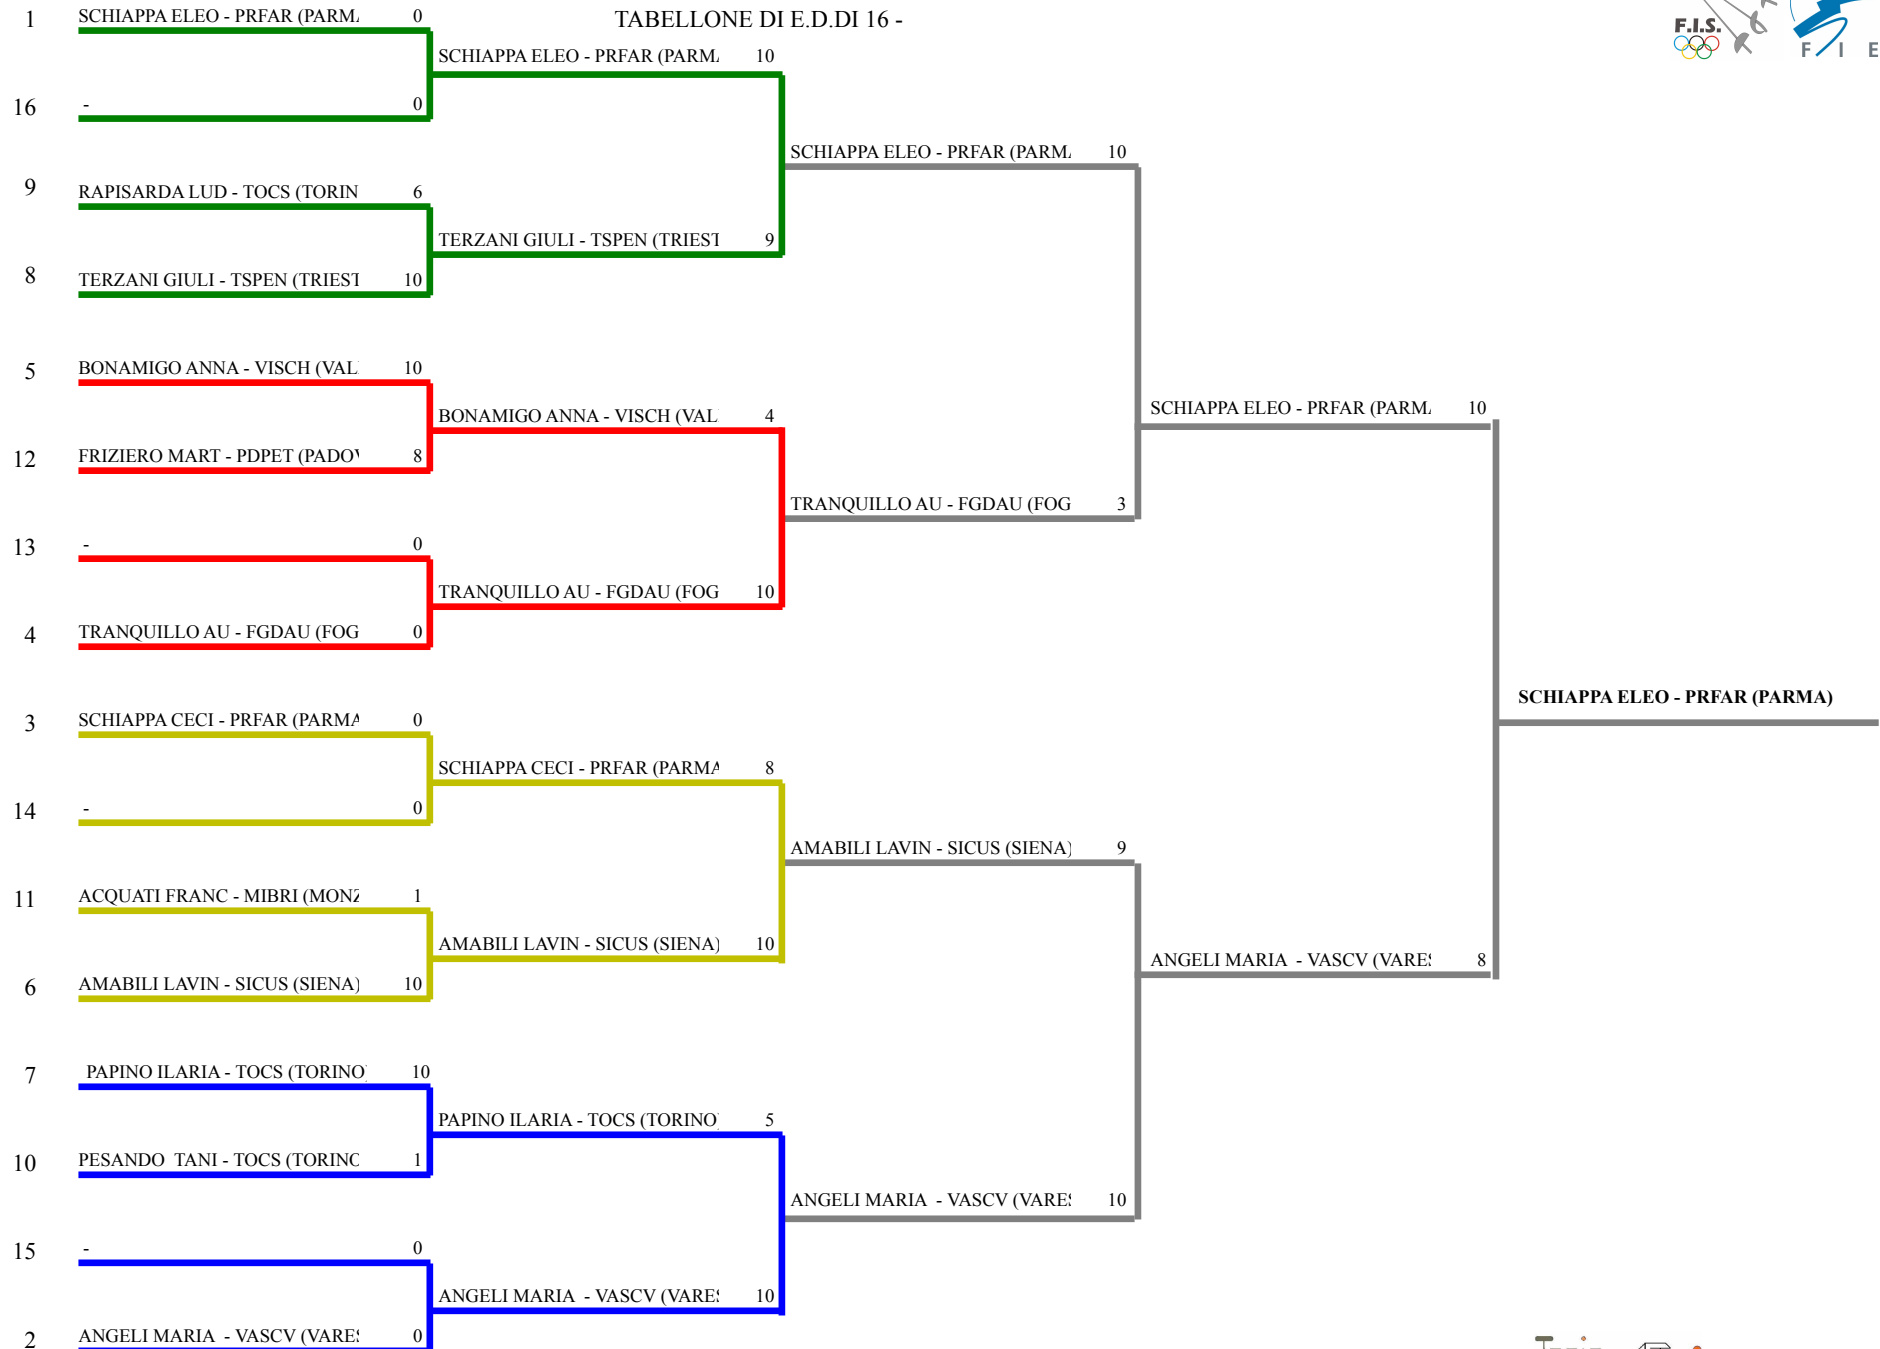 TABELLONE DI E.D.DI 16 -
F.I.S.
F I E
1 SCHIAPPA ELEO - PRFAR (PARMA 0
SCHIAPPA ELEO - PRFAR (PARMA 10
16 - 0
SCHIAPPA ELEO - PRFAR (PARMA 10
9 RAPISARDA LUD - TOCS (TORIN 6
TERZANI GIULI - TSPEN (TRIEST 9
8 TERZANI GIULI - TSPEN (TRIEST 10
5 BONAMIGO ANNA - VISCH (VAL 10
SCHIAPPA ELEO - PRFAR (PARMA 10
BONAMIGO ANNA - VISCH (VAL 4
12 FRIZIERO MART - PDPET (PADOV 8
TRANQUILLO AU - FGDAU (FOG 3
13 - 0
TRANQUILLO AU - FGDAU (FOG 10
4 TRANQUILLO AU - FGDAU (FOG 0
SCHIAPPA ELEO - PRFAR (PARMA)
3 SCHIAPPA CECI - PRFAR (PARMA 0
SCHIAPPA CECI - PRFAR (PARMA 8
14 - 0
AMABILI LAVIN - SICUS (SIENA) 9
11 ACQUATI FRANC - MIBRI (MONZ 1
AMABILI LAVIN - SICUS (SIENA) 10
ANGELI MARIA - VASCV (VARES 8
6 AMABILI LAVIN - SICUS (SIENA) 10
7 PAPINO ILARIA - TOCS (TORINO) 10
PAPINO ILARIA - TOCS (TORINO) 5
10 PESANDO TANI - TOCS (TORINO 1
ANGELI MARIA - VASCV (VARES 10
15 - 0
ANGELI MARIA - VASCV (VARES 10
2 ANGELI MARIA - VASCV (VARES 0